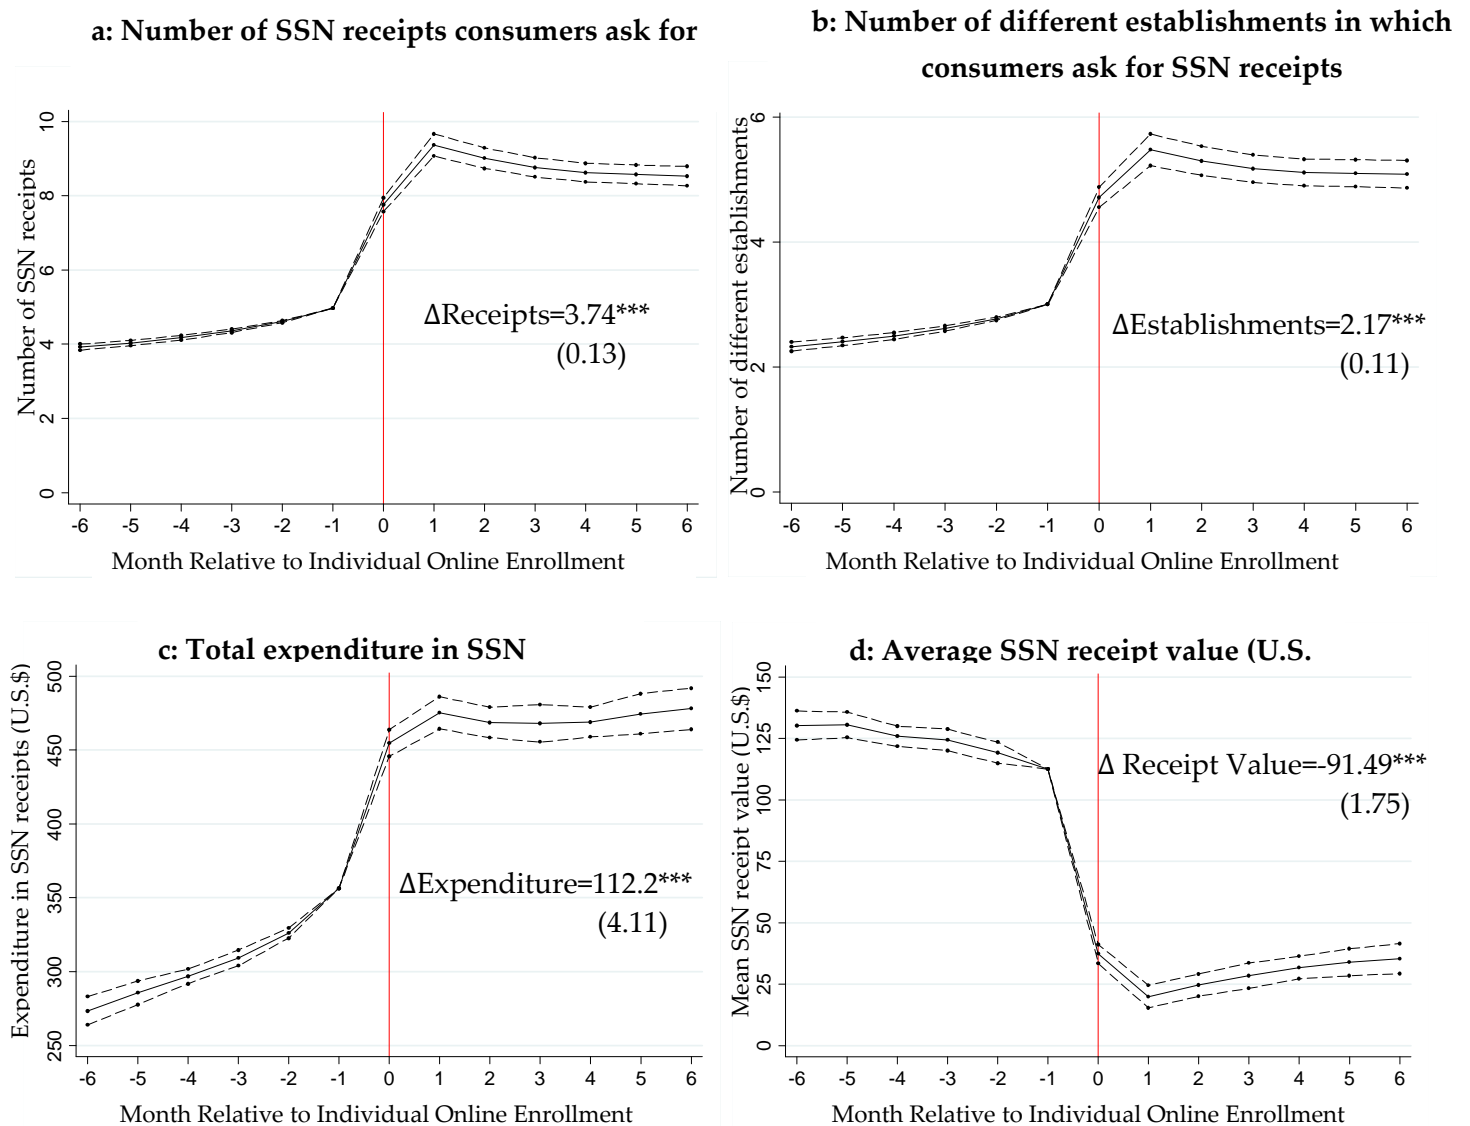 a: Number of SSN receipts consumers ask for
Number of SSN receipts
10
8
6
4
2
0
ΔReceipts=3.74***
(0.13)
-6 -5 -4 -3 -2 -1 0 1 2 3 4 5 6
Month Relative to Individual Online Enrollment
b: Number of different establishments in which
consumers ask for SSN receipts
Number of different establishments
6
4
2
0
ΔEstablishments=2.17***
(0.11)
-6 -5 -4 -3 -2 -1 0 1 2 3 4 5 6
Month Relative to Individual Online Enrollment
c: Total expenditure in SSN
Expenditure in SSN receipts (U.S.$)
500
450
400
350
300
250
ΔExpenditure=112.2***
(4.11)
-6 -5 -4 -3 -2 -1 0 1 2 3 4 5 6
Month Relative to Individual Online Enrollment
d: Average SSN receipt value (U.S.
Mean SSN receipt value (U.S.$)
150
125
100
75
50
25
0
Δ Receipt Value=-91.49***
(1.75)
-6 -5 -4 -3 -2 -1 0 1 2 3 4 5 6
Month Relative to Individual Online Enrollment